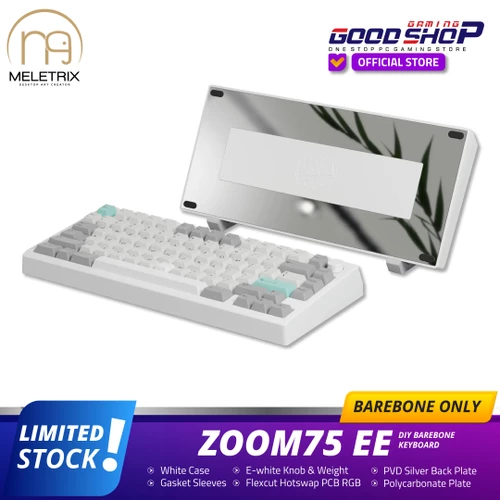 MELETRIX
DESKTOP ART CREATOR
GAMING
GOODSHOP
ONE STOP PC GAMING STORE
OFFICIAL STORE
BAREBONE ONLY
LIMITED
STOCK!
ZOOM75 EE
DIY BAREBONE
KEYBOARD
• White Case
• E-white Knob & Weight
• PVD Silver Back Plate
• Gasket Sleeves
• Flexcut Hotswap PCB RGB
• Polycarbonate Plate